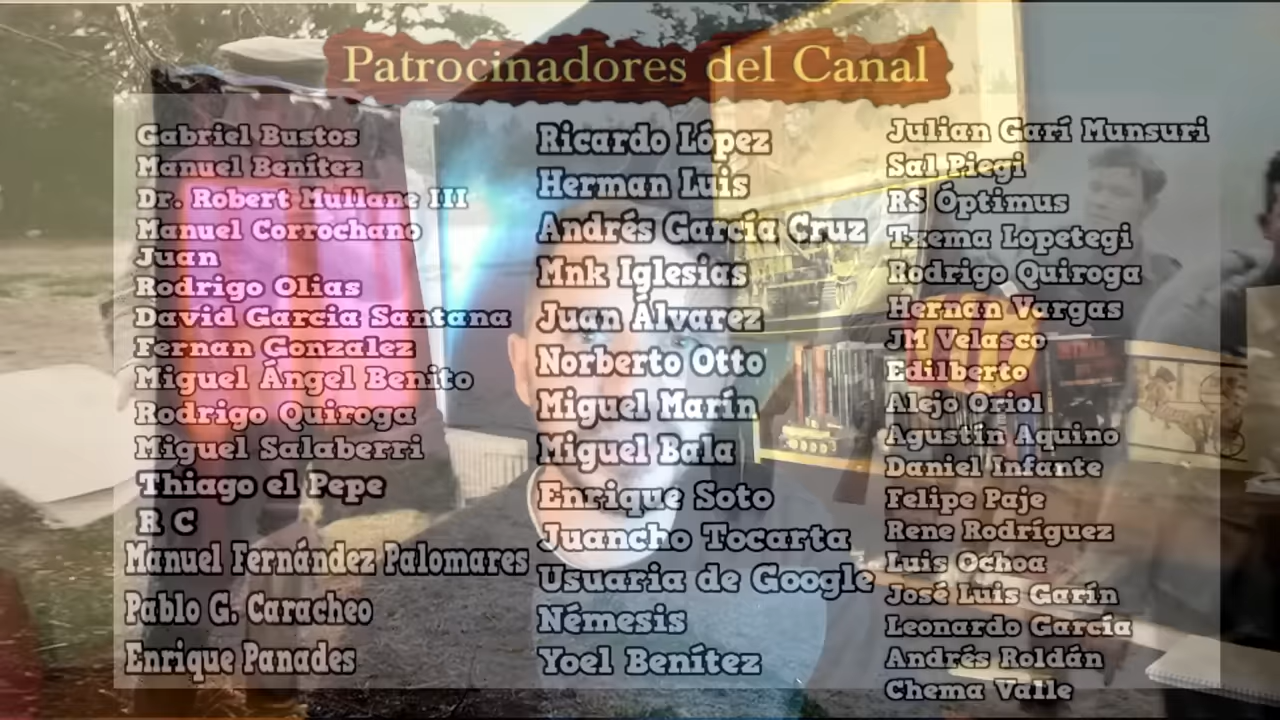 Patrocinadores del Canal
Gabriel Bustos
Manuel Benítez
Dr. Robert Mullane III
Manuel Corrochano
Juan
Rodrigo Olias
David Garcia Santana
Fernan Gonzalez
Miguel Ángel Benito
Rodrigo Quiroga
Miguel Salaberri
Thiago el Pepe
R C
Manuel Fernández Palomares
Pablo G. Caracheo
Enrique Panades
Ricardo López
Herman Luis
Andrés García Cruz
Mnk Iglesias
Juan Álvarez
Norberto Otto
Miguel Marín
Miguel Bala
Enrique Soto
Juancho Tocarta
Usuaria de Google
Némesis
Yoel Benítez
Julian Garí Munsuri
Sal Piegi
RS Óptimus
Txema Lopetegi
Rodrigo Quiroga
Hernan Vargas
JM Velasco
Edilberto
Alejo Oriol
Agustín Aquino
Daniel Infante
Felipe Paje
Rene Rodríguez
Luis Ochoa
José Luis Garín
Leonardo García
Andrés Roldán
Chema Valle